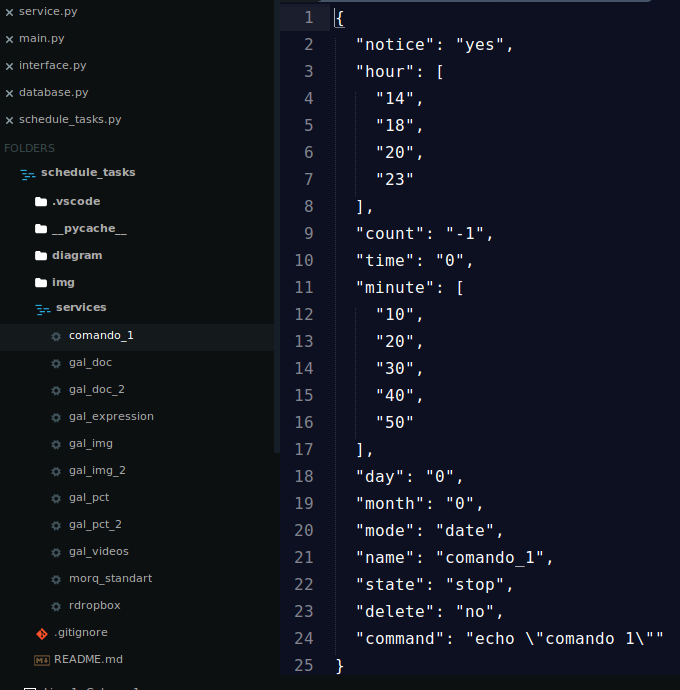 service.py
main.py
interface.py
database.py
schedule_tasks.py
FOLDERS
schedule_tasks
.vscode
__pycache__
diagram
img
services
comando_1
gal_doc
gal_doc_2
gal_expression
gal_img
gal_img_2
gal_pct
gal_pct_2
gal_videos
morq_standart
rdropbox
.gitignore
README.md
1 {
2 "notice": "yes",
3 "hour": [
4 "14",
5 "18",
6 "20",
7 "23"
8 ],
9 "count": "-1",
10 "time": "0",
11 "minute": [
12 "10",
13 "20",
14 "30",
15 "40",
16 "50"
17 ],
18 "day": "0",
19 "month": "0",
20 "mode": "date",
21 "name": "comando_1",
22 "state": "stop",
23 "delete": "no",
24 "command": "echo \"comando 1\""
25 }